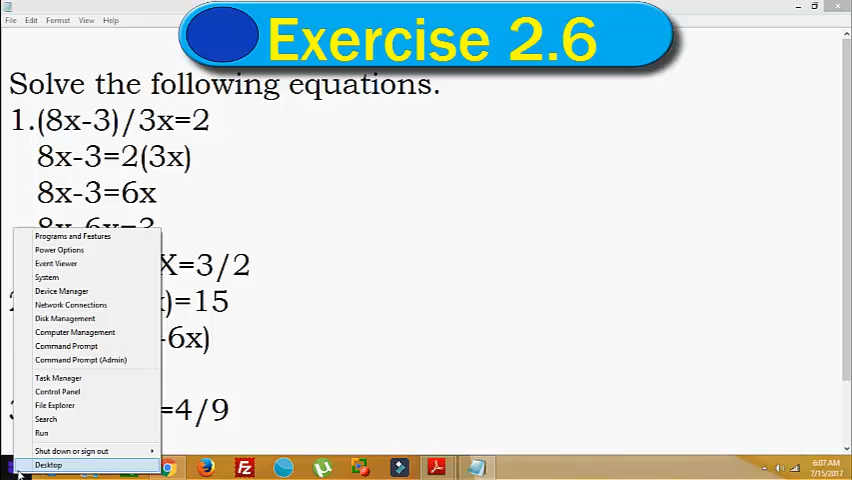 Exercise 2.6
File Edit Format View Help
Solve the following equations.
1.(8x-3)/3x=2
8x-3=2(3x)
8x-3=6x
8x-6x=3
X=3/2
)=15
-6x)
=4/9
Programs and Features
Power Options
Event Viewer
System
Device Manager
Network Connections
Disk Management
Computer Management
Command Prompt
Command Prompt (Admin)
Task Manager
Control Panel
File Explorer
Search
Run
Shut down or sign out
Desktop
6:07 AM
7/15/2017